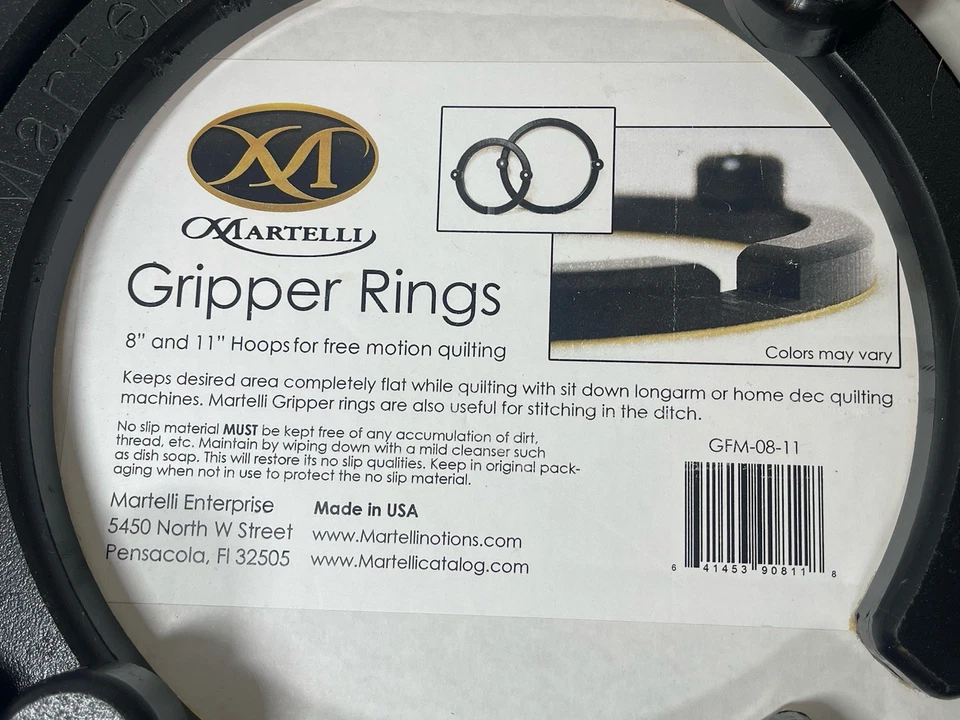 Martel
XM
MARTELLI
Gripper Rings
8" and 11" Hoops for free motion quilting
Colors may vary
Keeps desired area completely flat while quilting with sit down longarm or home dec quilting
machines. Martelli Gripper rings are also useful for stitching in the ditch.
No slip material MUST be kept free of any accumulation of dirt,
thread, etc. Maintain by wiping down with a mild cleanser such
as dish soap. This will restore its no slip qualities. Keep in original pack-
aging when not in use to protect the no slip material.
GFM-08-11
Martelli Enterprise
5450 North W Street
Pensacola, Fl 32505
Made in USA
www.Martellinotions.com
www.Martellicatalog.com
6 41453 90811 8